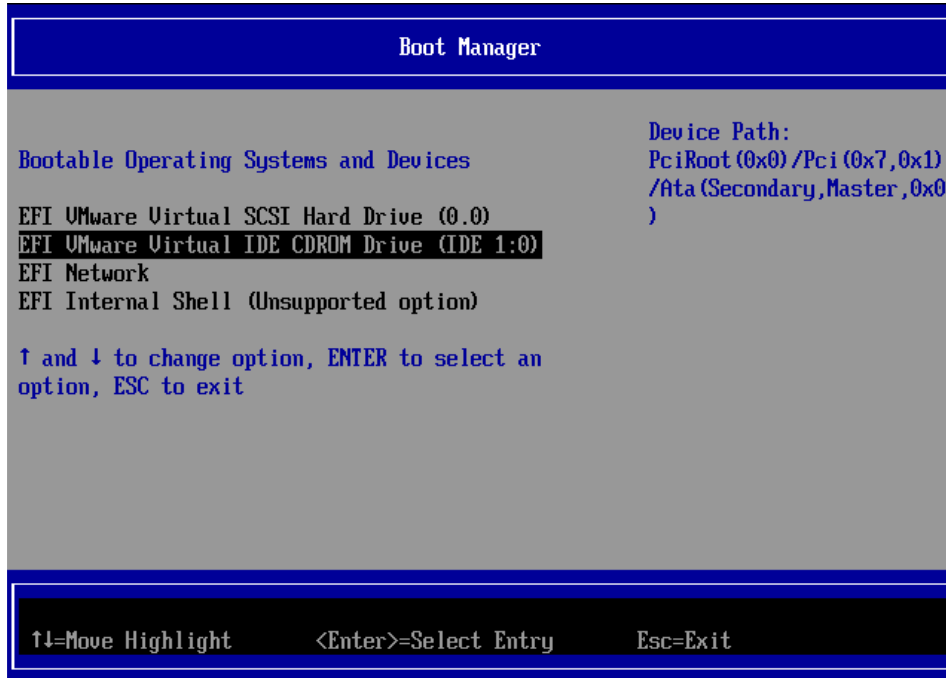 Boot Manager
Bootable Operating Systems and Devices
EFI VMware Virtual SCSI Hard Drive (0.0)
EFI VMware Virtual IDE CDROM Drive (IDE 1:0)
EFI Network
EFI Internal Shell (Unsupported option)
↑ and ↓ to change option, ENTER to select an
option, ESC to exit
Device Path:
PciRoot(0x0)/Pci(0x7,0x1)
/Ata(Secondary,Master,0x0
)
↑↓=Move Highlight <Enter>=Select Entry Esc=Exit